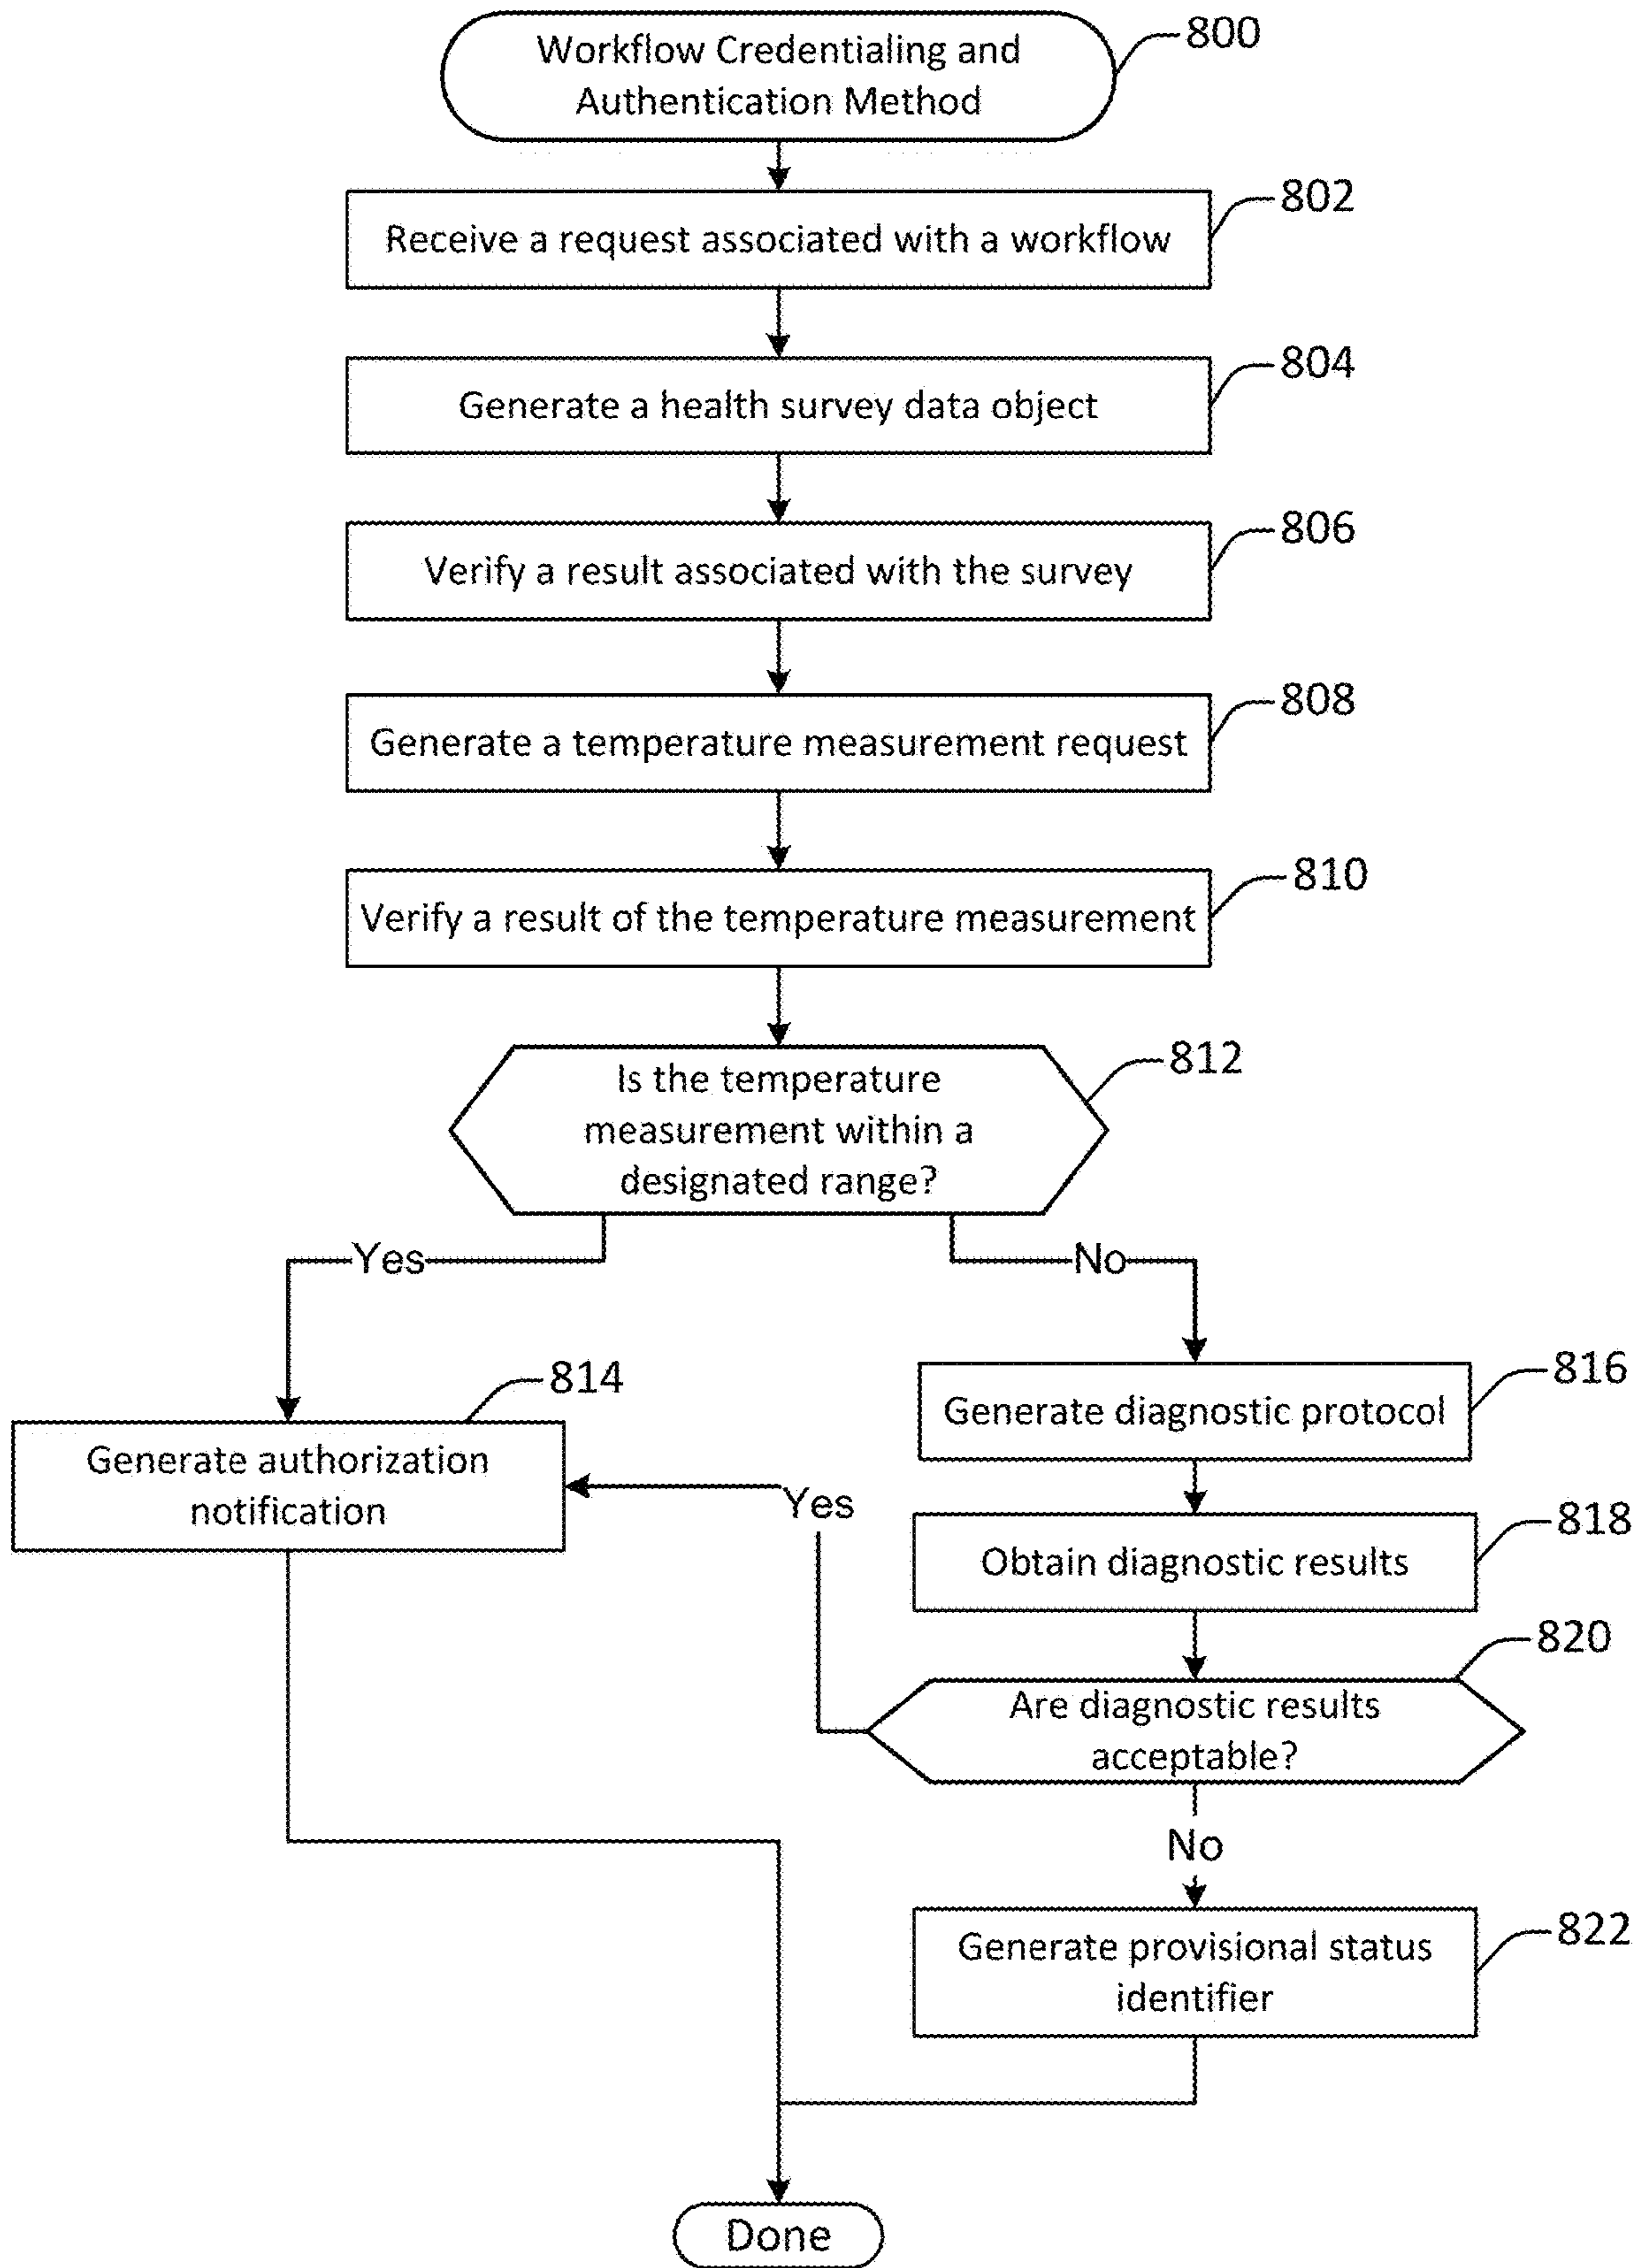 Workflow Credentialing and
Authentication Method
800
802
Receive a request associated with a workflow
804
Generate a health survey data object
806
Verify a result associated with the survey
808
Generate a temperature measurement request
810
Verify a result of the temperature measurement
812
Is the temperature
measurement within a
designated range?
Yes
No
814
Generate authorization
notification
816
Generate diagnostic protocol
Yes
818
Obtain diagnostic results
820
Are diagnostic results
acceptable?
No
822
Generate provisional status
identifier
Done